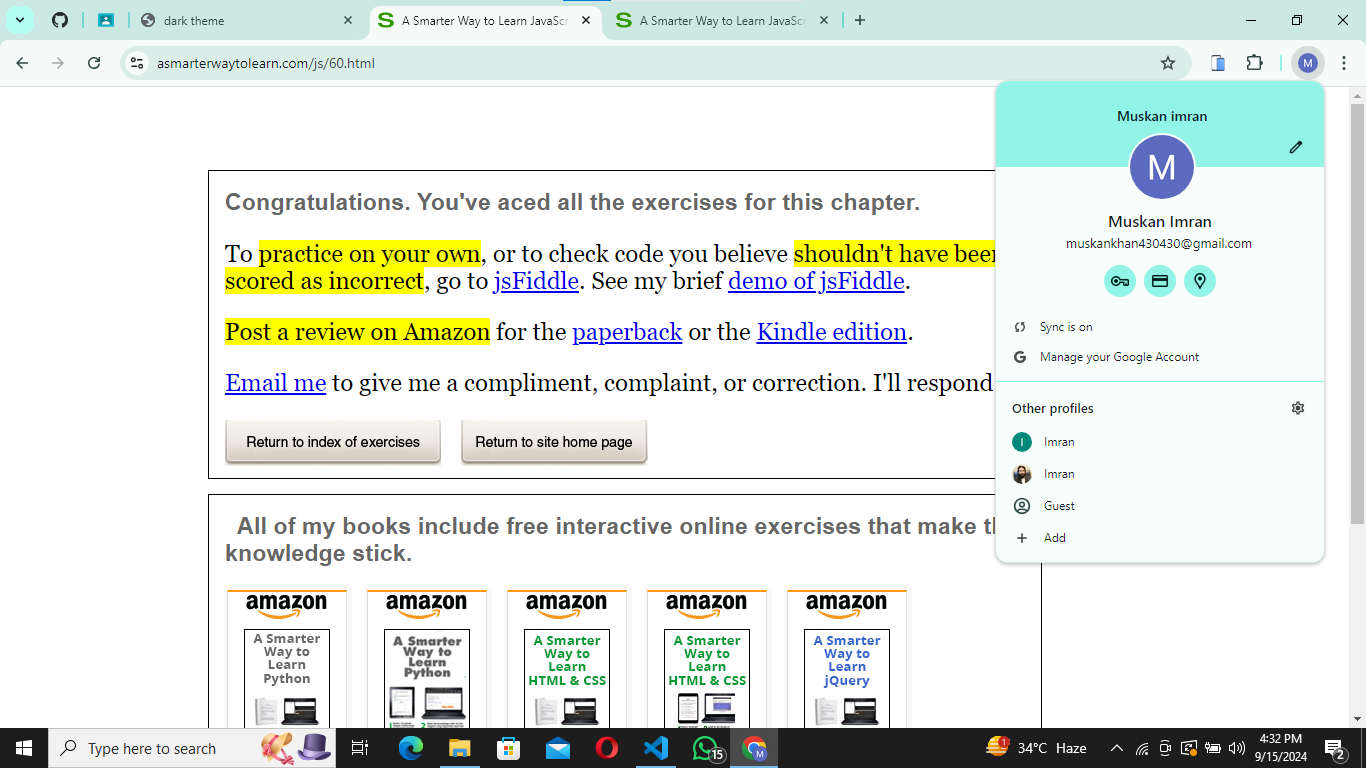 dark theme
A Smarter Way to Learn JavaScr
A Smarter Way to Learn JavaScr
asmarterwaytolearn.com/js/60.html
M
Muskan imran
M
Muskan Imran
muskankhan430430@gmail.com
Sync is on
G Manage your Google Account
Other profiles
I Imran
Imran
Guest
Add
Congratulations. You've aced all the exercises for this chapter.
To practice on your own, or to check code you believe shouldn't have been
scored as incorrect, go to jsFiddle. See my brief demo of jsFiddle.
Post a review on Amazon for the paperback or the Kindle edition.
Email me to give me a compliment, complaint, or correction. I'll respond
Return to index of exercises
Return to site home page
All of my books include free interactive online exercises that make th
knowledge stick.
amazon
A Smarter
Way to
Learn
Python
amazon
A Smarter
Way to
Learn
Python
amazon
A Smarter
Way to
Learn
HTML & CSS
amazon
A Smarter
Way to
Learn
HTML & CSS
amazon
A Smarter
Way to
Learn
jQuery
Type here to search
15
M
34°C Haze
4:32 PM
9/15/2024
2